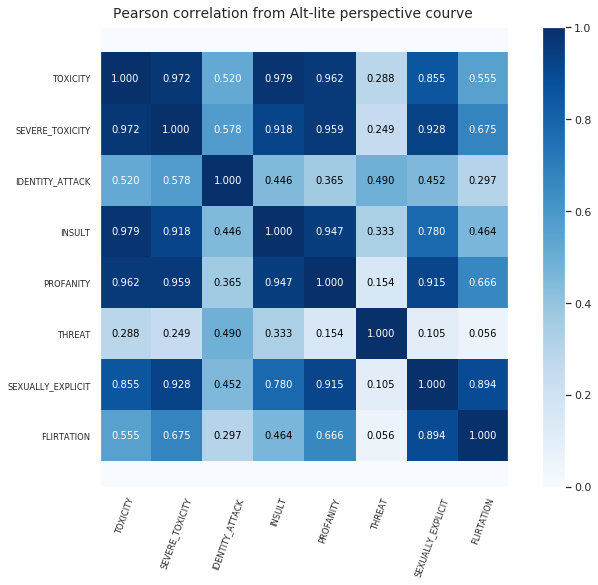 Pearson correlation from Alt-lite perspective courve
TOXICITY 1.000 0.972 0.520 0.979 0.962 0.288 0.855 0.555
SEVERE_TOXICITY 0.972 1.000 0.578 0.918 0.959 0.249 0.928 0.675
IDENTITY_ATTACK 0.520 0.578 1.000 0.446 0.365 0.490 0.452 0.297
INSULT 0.979 0.918 0.446 1.000 0.947 0.333 0.780 0.464
PROFANITY 0.962 0.959 0.365 0.947 1.000 0.154 0.915 0.666
THREAT 0.288 0.249 0.490 0.333 0.154 1.000 0.105 0.056
SEXUALLY_EXPLICIT 0.855 0.928 0.452 0.780 0.915 0.105 1.000 0.894
FLIRTATION 0.555 0.675 0.297 0.464 0.666 0.056 0.894 1.000
TOXICITY
SEVERE_TOXICITY
IDENTITY_ATTACK
INSULT
PROFANITY
THREAT
SEXUALLY_EXPLICIT
FLIRTATION
1.0
0.8
0.6
0.4
0.2
0.0